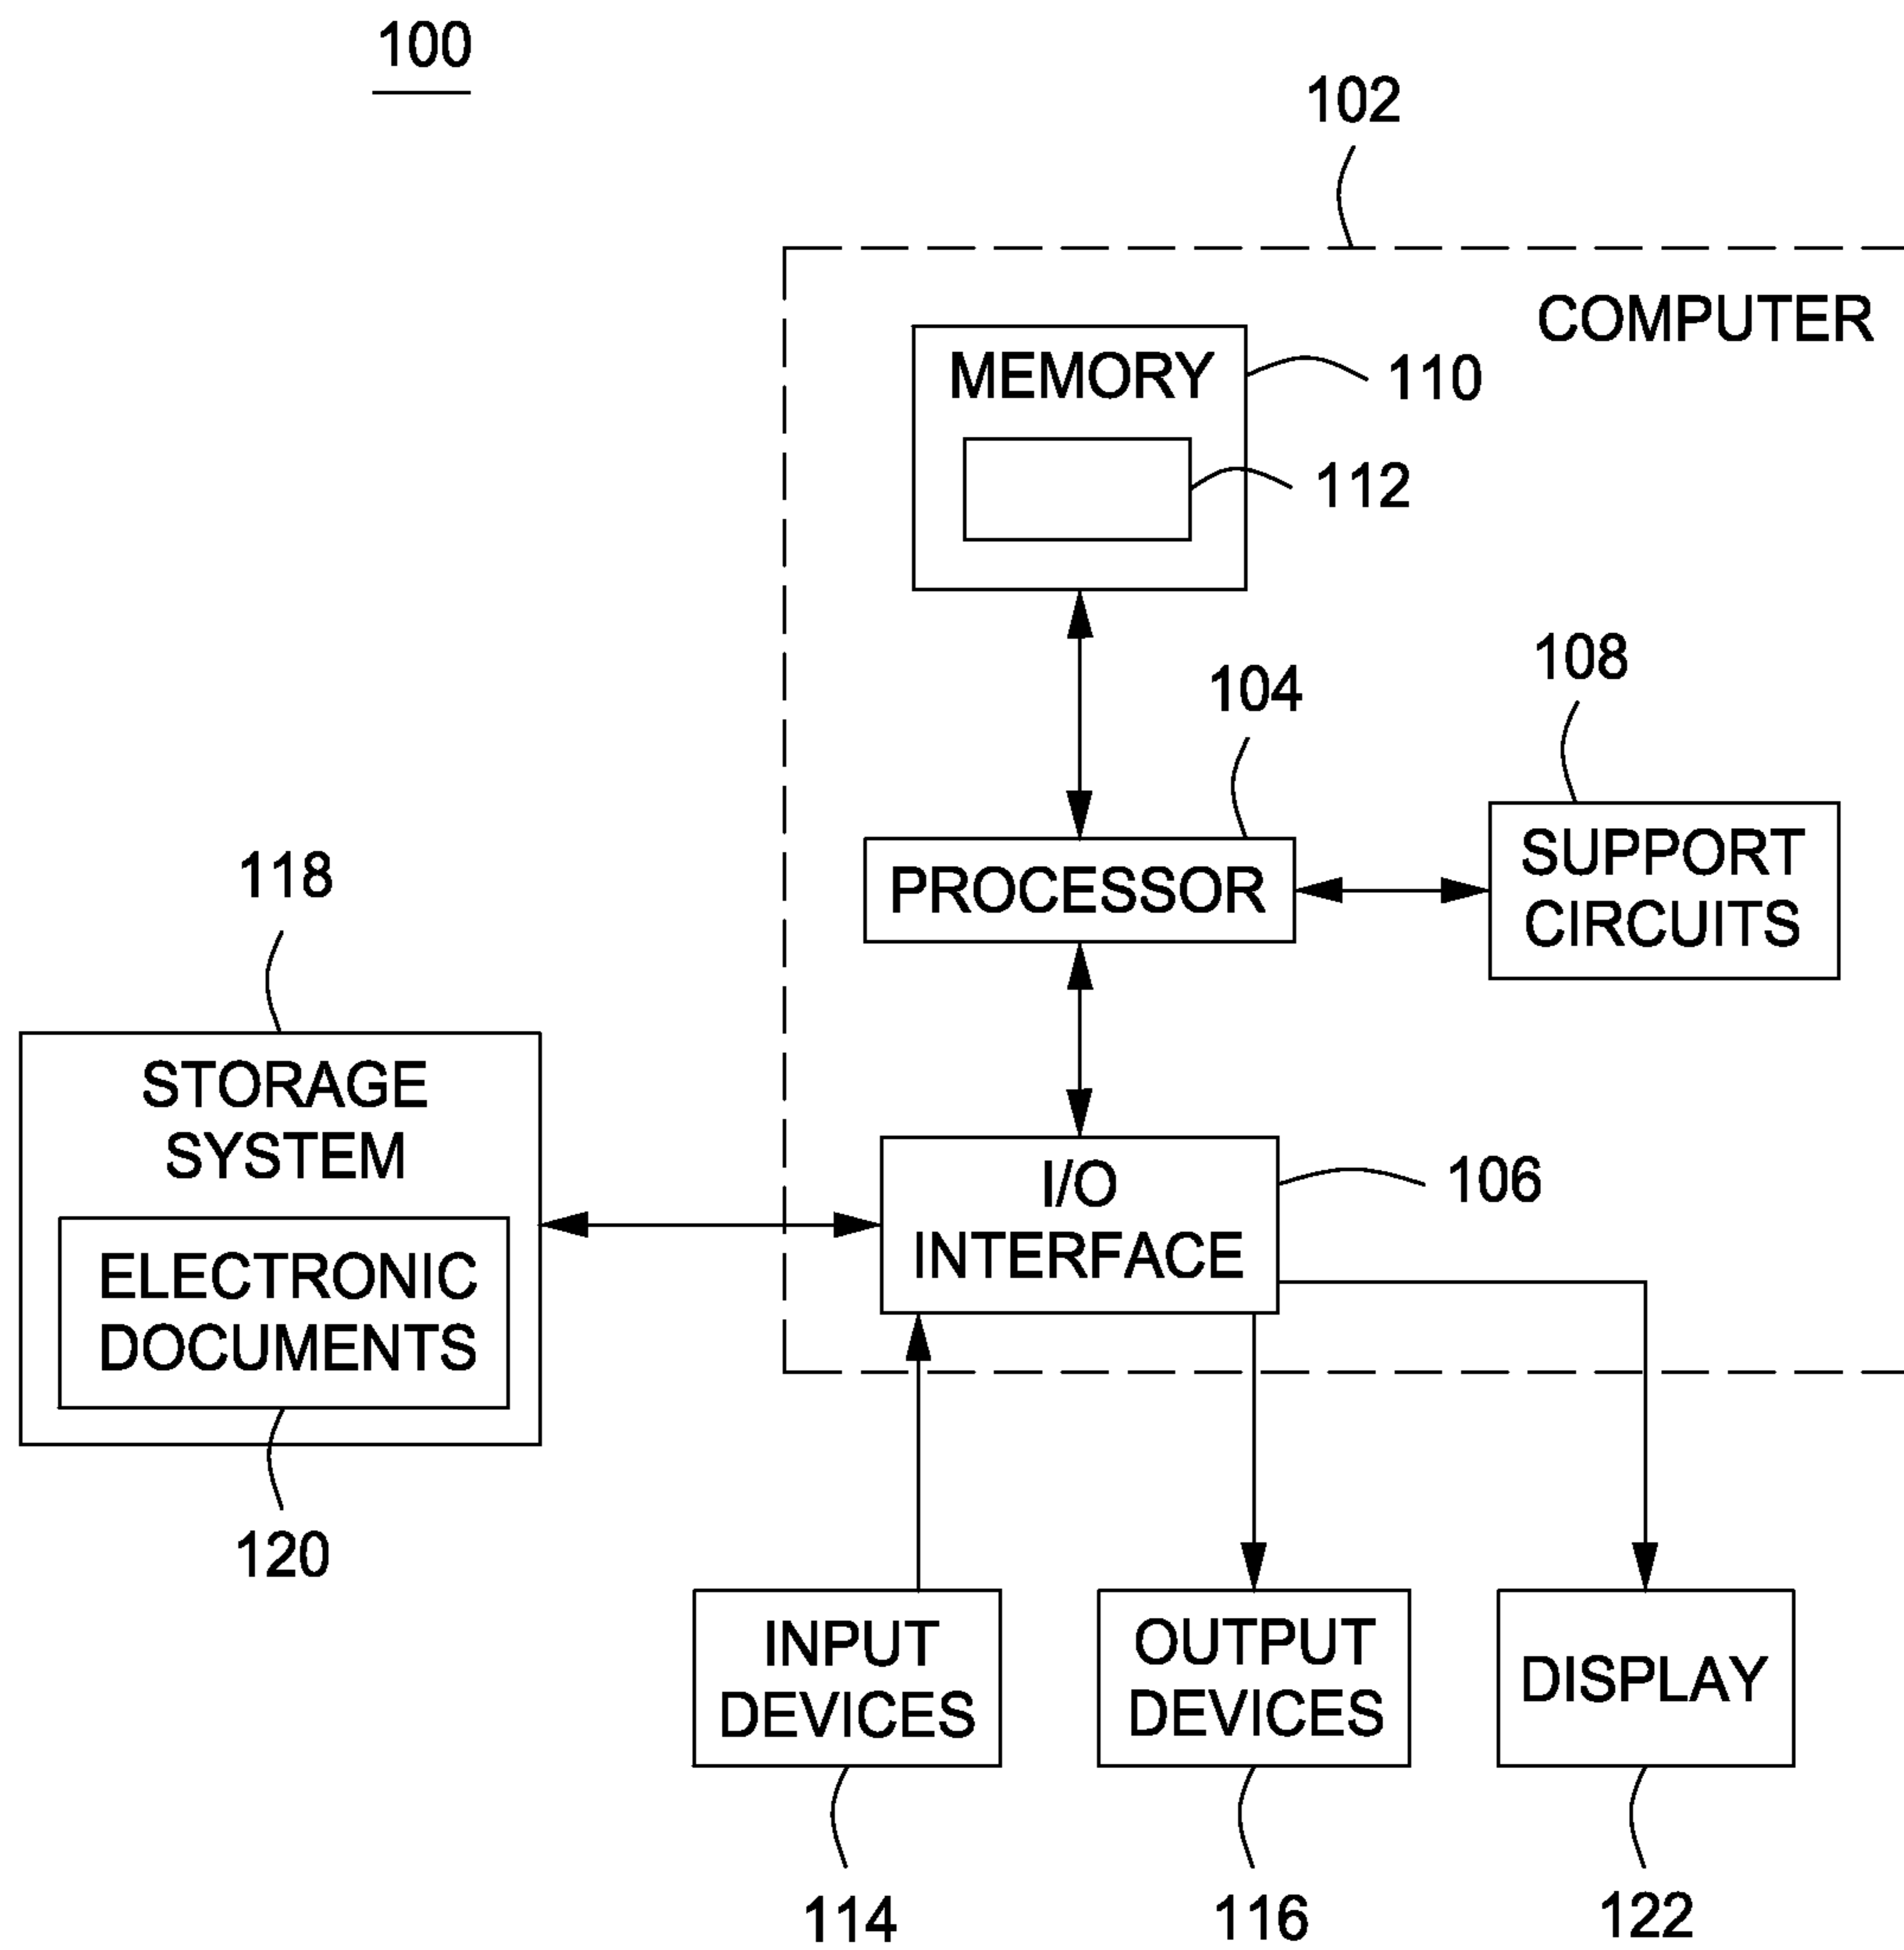 100
102
COMPUTER
MEMORY
110
112
104
108
PROCESSOR
SUPPORT
CIRCUITS
118
STORAGE
SYSTEM
ELECTRONIC
DOCUMENTS
120
I/O
INTERFACE
106
INPUT
DEVICES
OUTPUT
DEVICES
DISPLAY
114
116
122